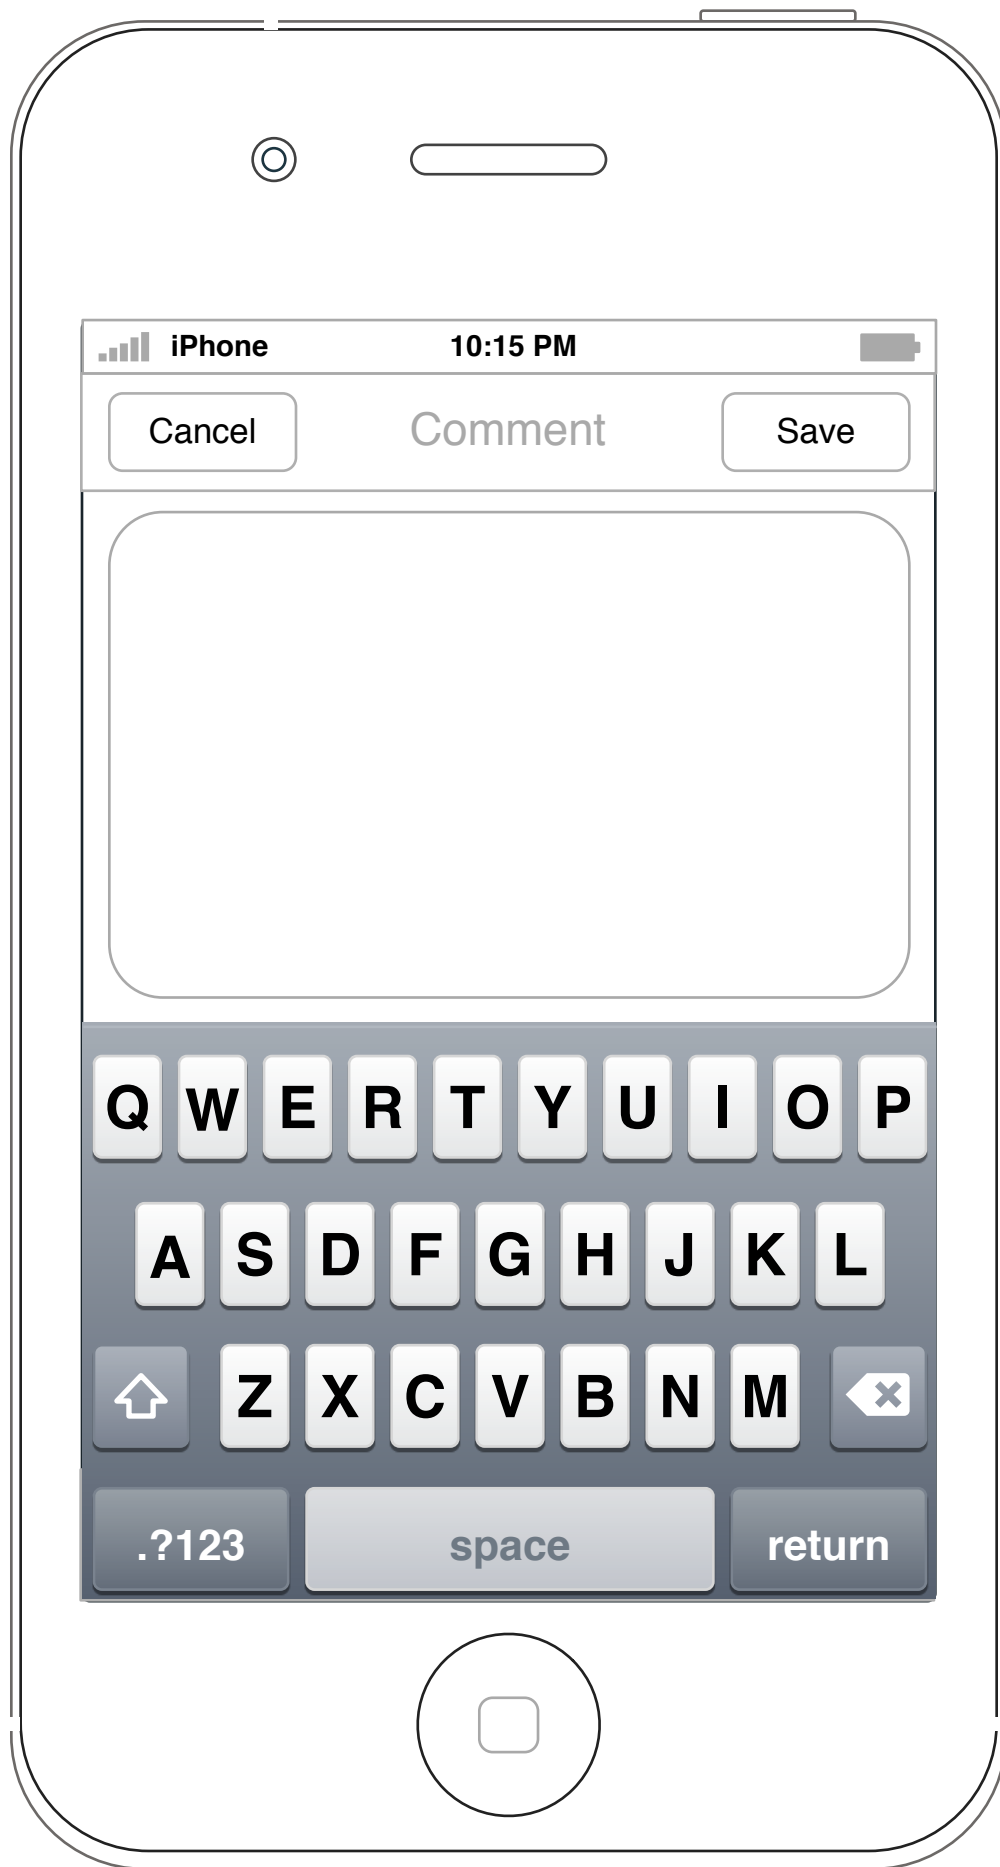 iPhone 10:15 PM
Cancel Comment Save
Q W E R T Y U I O P
A S D F G H J K L
Z X C V B N M
.?123 space return